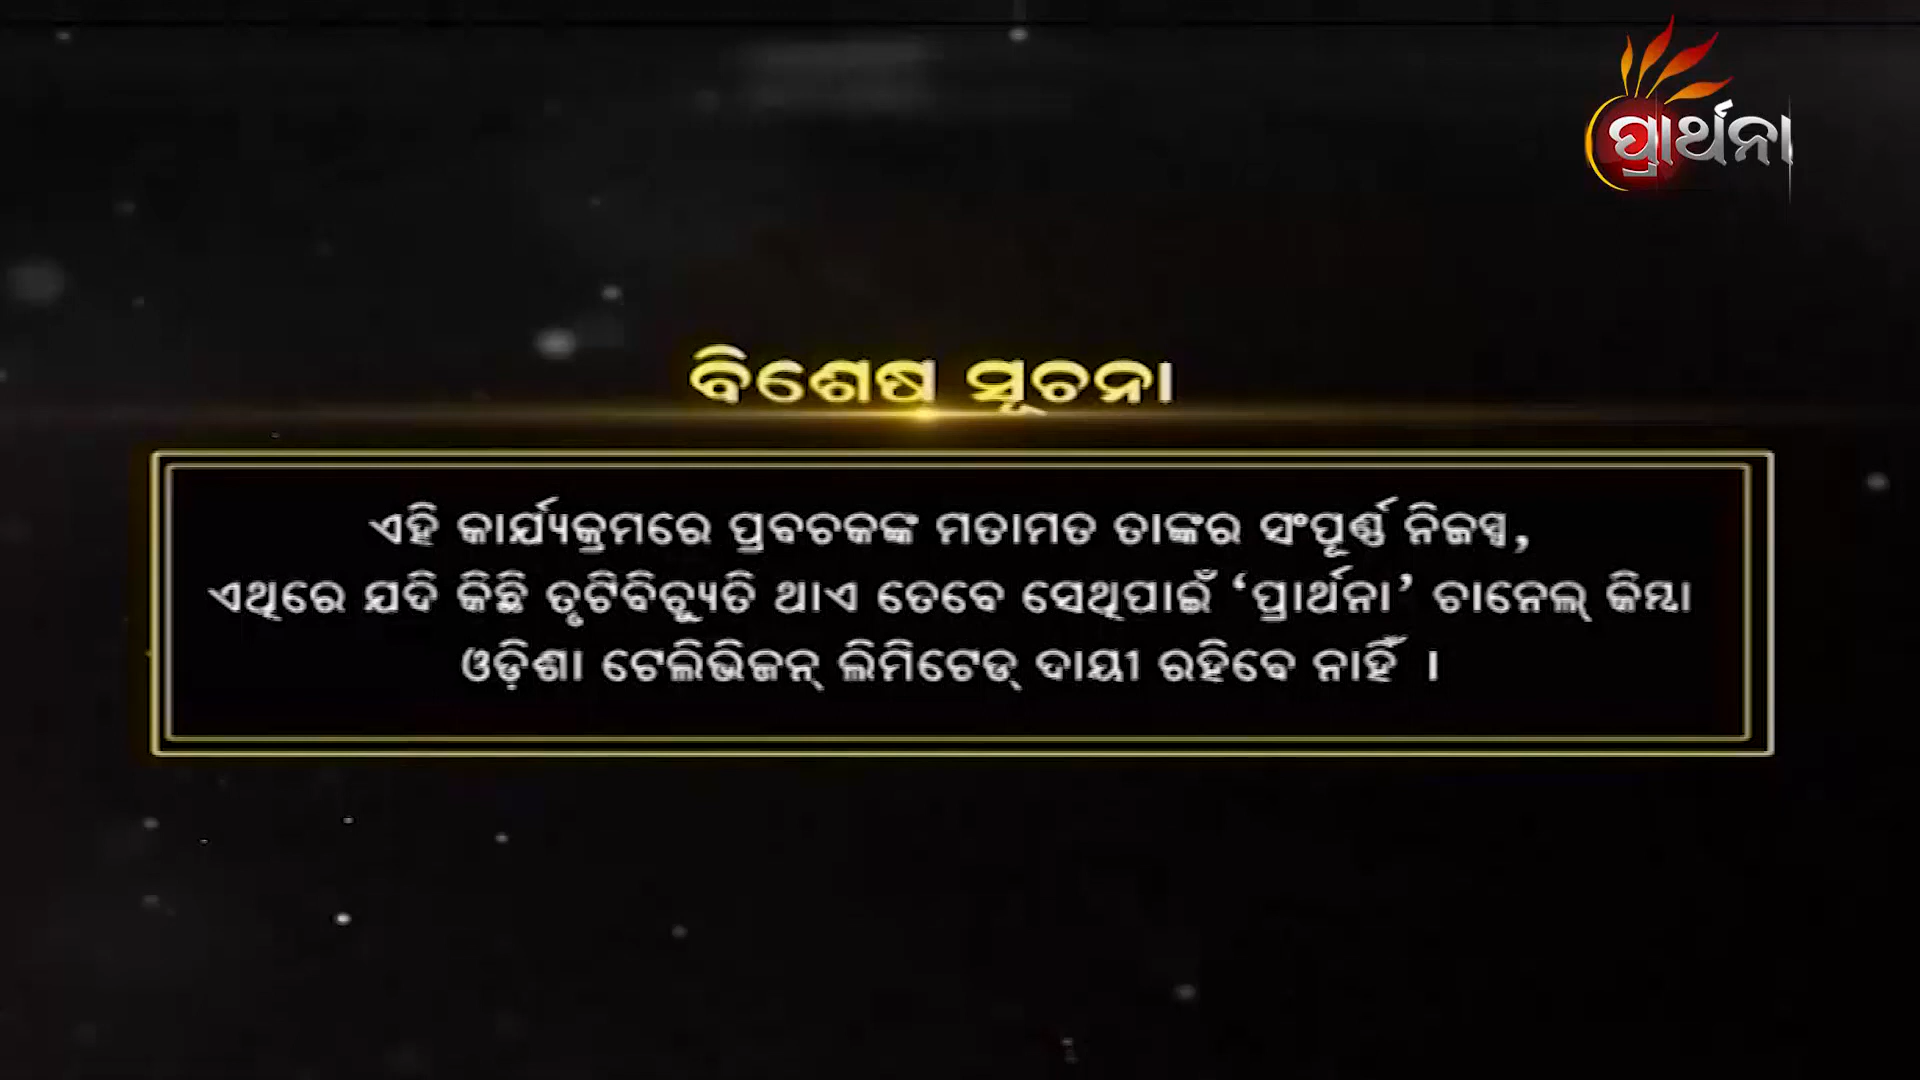 ପ୍ରାର୍ଥନା
ବିଶେଷ ସୂଚନା
ଏହି କାର୍ଯ୍ୟକ୍ରମରେ ପ୍ରବଚକଙ୍କ ମତାମତ ତାଙ୍କର ସଂପୂର୍ଣ୍ଣ ନିଜସ୍ୱ,
ଏଥିରେ ଯଦି କିଛି ତୃଟିବିଚ୍ୟୁତି ଥାଏ ତେବେ ସେଥିପାଇଁ ‘ପ୍ରାର୍ଥନା’ ଚାନେଲ୍ କିମ୍ବା
ଓଡ଼ିଶା ଟେଲିଭିଜନ୍ ଲିମିଟେଡ୍ ଦାୟୀ ରହିବେ ନାହିଁ ।